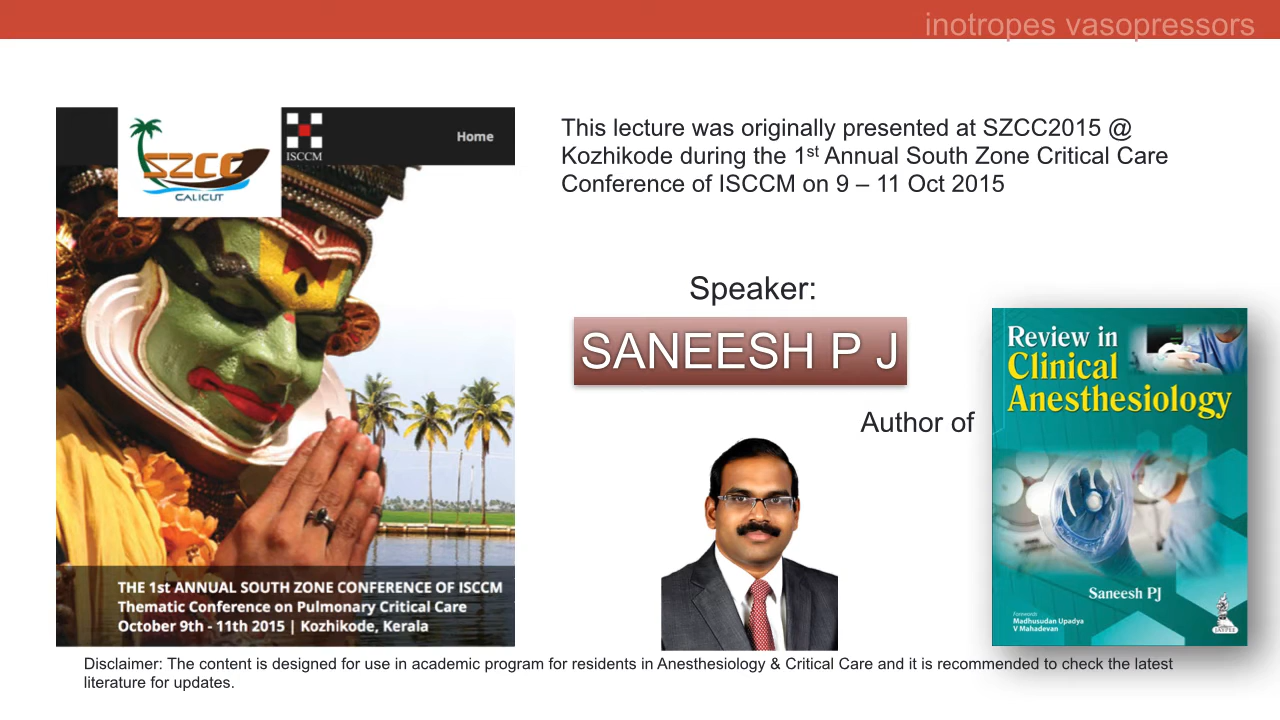 inotropes vasopressors
SZCC
CALICUT
ISCCM
Home
THE 1st ANNUAL SOUTH ZONE CONFERENCE OF ISCCM
Thematic Conference on Pulmonary Critical Care
October 9th - 11th 2015 | Kozhikode, Kerala
This lecture was originally presented at SZCC2015 @
Kozhikode during the 1st Annual South Zone Critical Care
Conference of ISCCM on 9 – 11 Oct 2015
Speaker:
SANEESH P J
Author of
Review in
Clinical
Anesthesiology
Saneesh PJ
Forewords
Madhusudan Upadya
V Mahadevan
JAYPEE
Disclaimer: The content is designed for use in academic program for residents in Anesthesiology & Critical Care and it is recommended to check the latest
literature for updates.